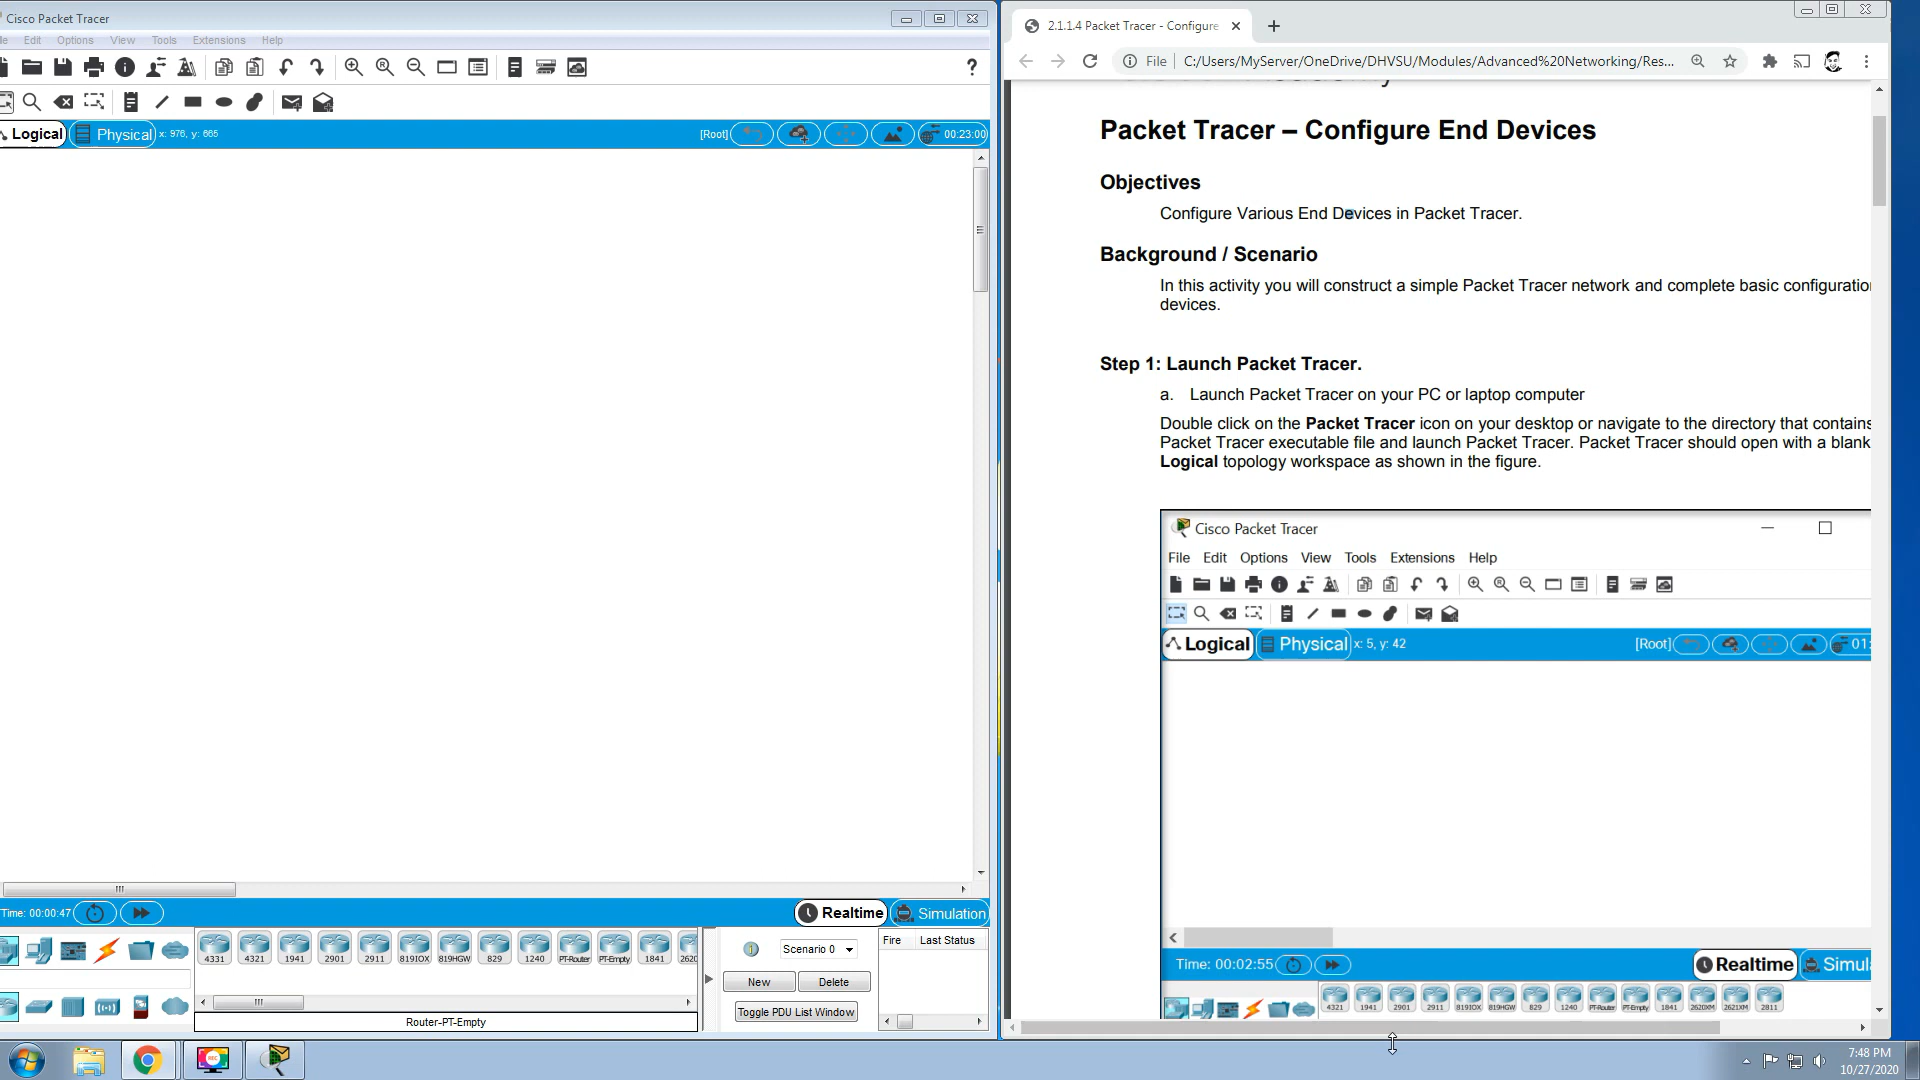 Cisco Packet Tracer
Edit Options View Tools Extensions Help
?
Logical Physical x: 976, y: 665 [Root] 00:23:00
Time: 00:00:47 Realtime Simulation
4331 4321 1941 2901 2911 819IOX 819HGW 829 1240 PT-Router PT-Empty 1841 2620
Router-PT-Empty
Scenario 0
New Delete
Toggle PDU List Window
Fire Last Status
2.1.1.4 Packet Tracer - Configure
File C:/Users/MyServer/OneDrive/DHVSU/Modules/Advanced%20Networking/Res...
Packet Tracer – Configure End Devices
Objectives
Configure Various End Devices in Packet Tracer.
Background / Scenario
In this activity you will construct a simple Packet Tracer network and complete basic configuration
devices.
Step 1: Launch Packet Tracer.
a. Launch Packet Tracer on your PC or laptop computer
Double click on the Packet Tracer icon on your desktop or navigate to the directory that contains
Packet Tracer executable file and launch Packet Tracer. Packet Tracer should open with a blank
Logical topology workspace as shown in the figure.
Cisco Packet Tracer
File Edit Options View Tools Extensions Help
Logical Physical x: 5, y: 42 [Root] 01:
Time: 00:02:55 Realtime Simul
4321 1941 2901 2911 819IOX 819HGW 829 1240 PT-Router PT-Empty 1841 2620XM 2621XM 2811
REC
7:48 PM
10/27/2020